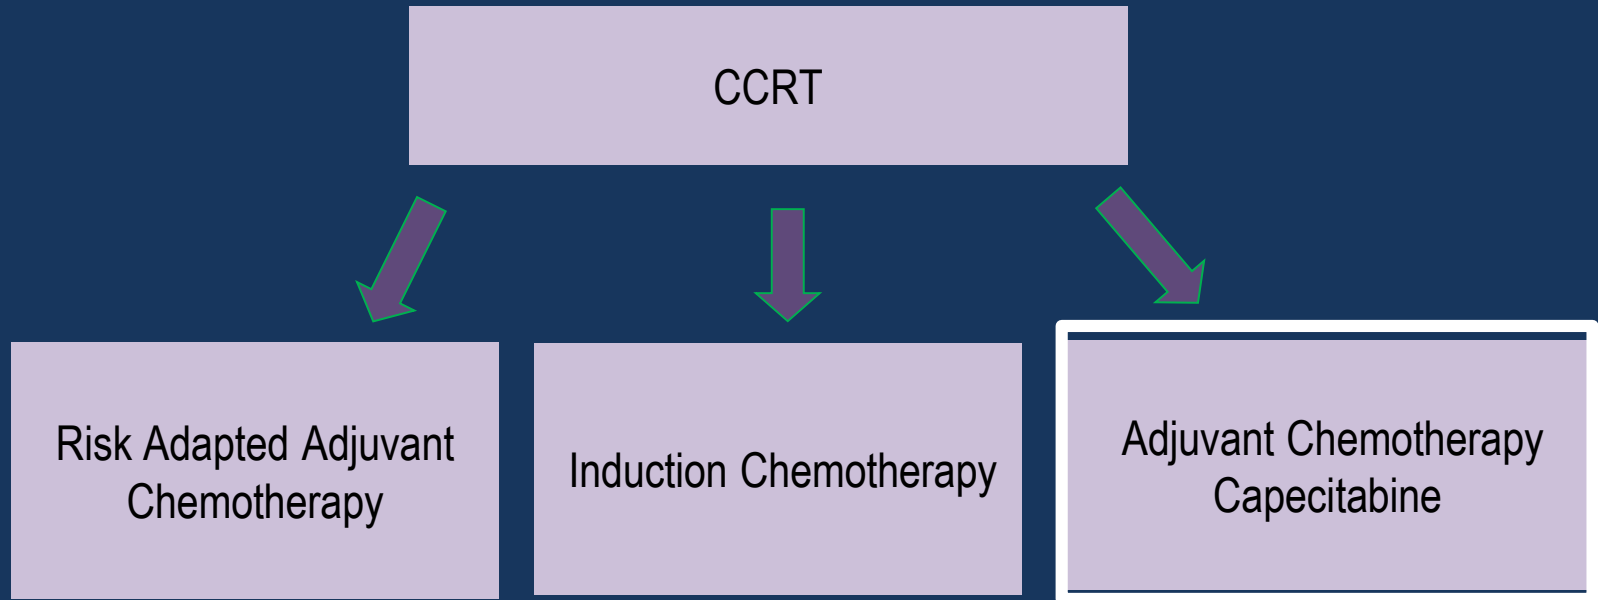 CCRT
Risk Adapted Adjuvant
Chemotherapy
Induction Chemotherapy
Adjuvant Chemotherapy
Capecitabine